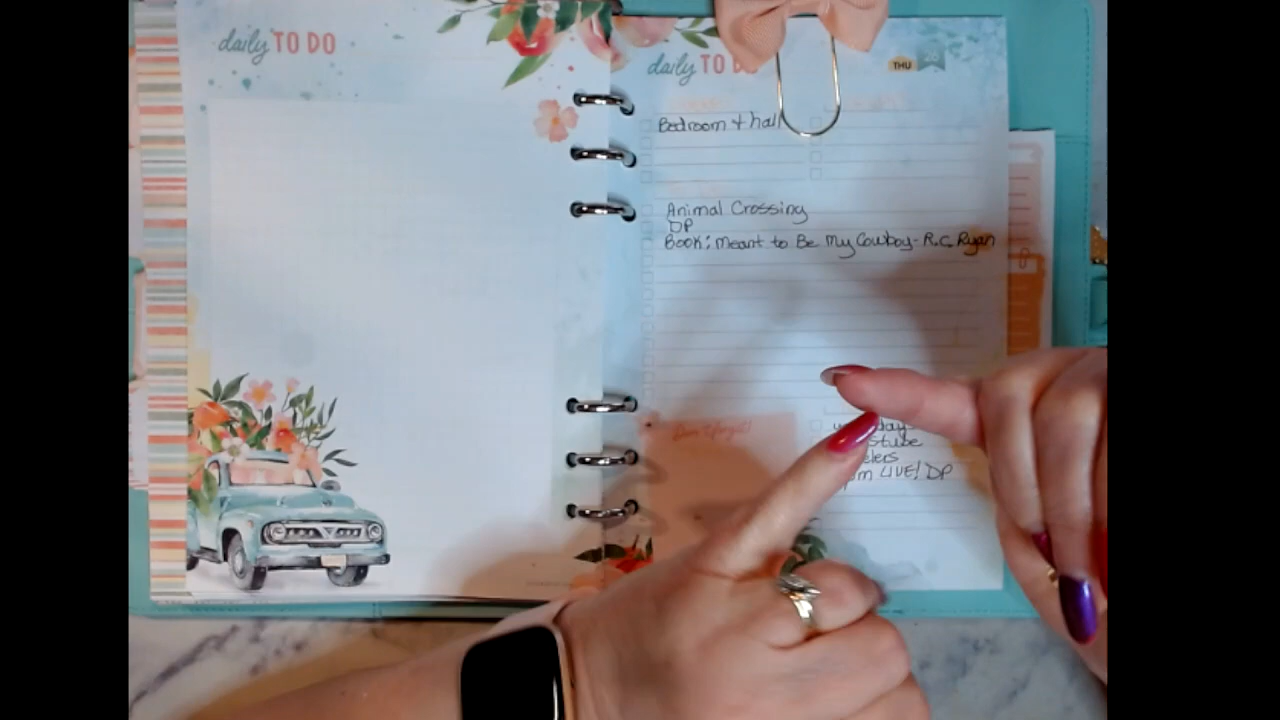 daily TO DO
daily TO
THU
20
Bedroom + hall
Animal Crossing
DP
Book: Meant to Be My Cowboy - R.C. Ryan
Don't forget!
LIVE! DP